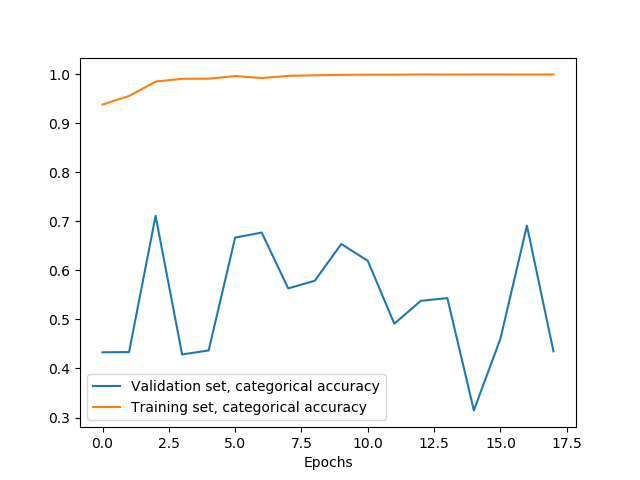 1.0
0.9
0.8
0.7
0.6
0.5
0.4
0.3
Validation set, categorical accuracy
Training set, categorical accuracy
0.0 2.5 5.0 7.5 10.0 12.5 15.0 17.5
Epochs